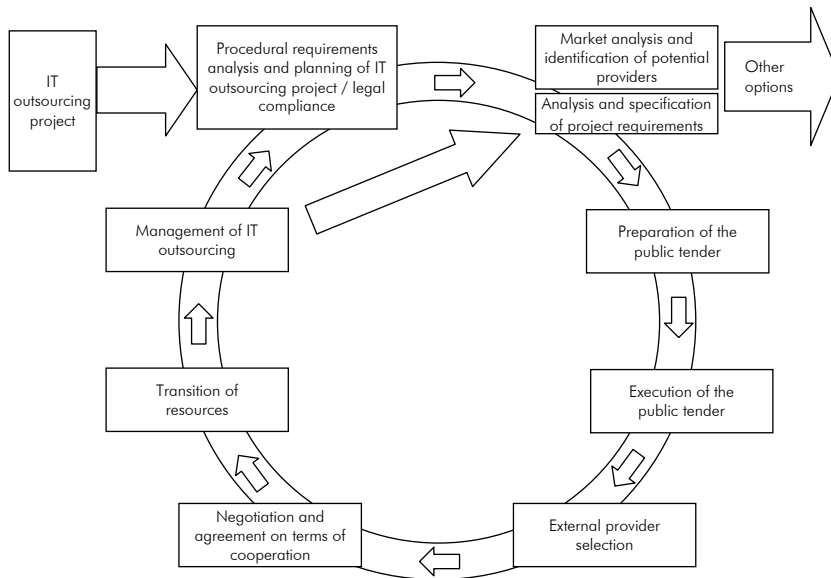 IT
outsourcing
project
Procedural requirements
analysis and planning of IT
outsourcing project / legal
compliance
Market analysis and
identification of potential
providers
Analysis and specification
of project requirements
Other
options
Preparation of the
public tender
Execution of the
public tender
External provider
selection
Negotiation and
agreement on terms of
cooperation
Transition of
resources
Management of IT
outsourcing